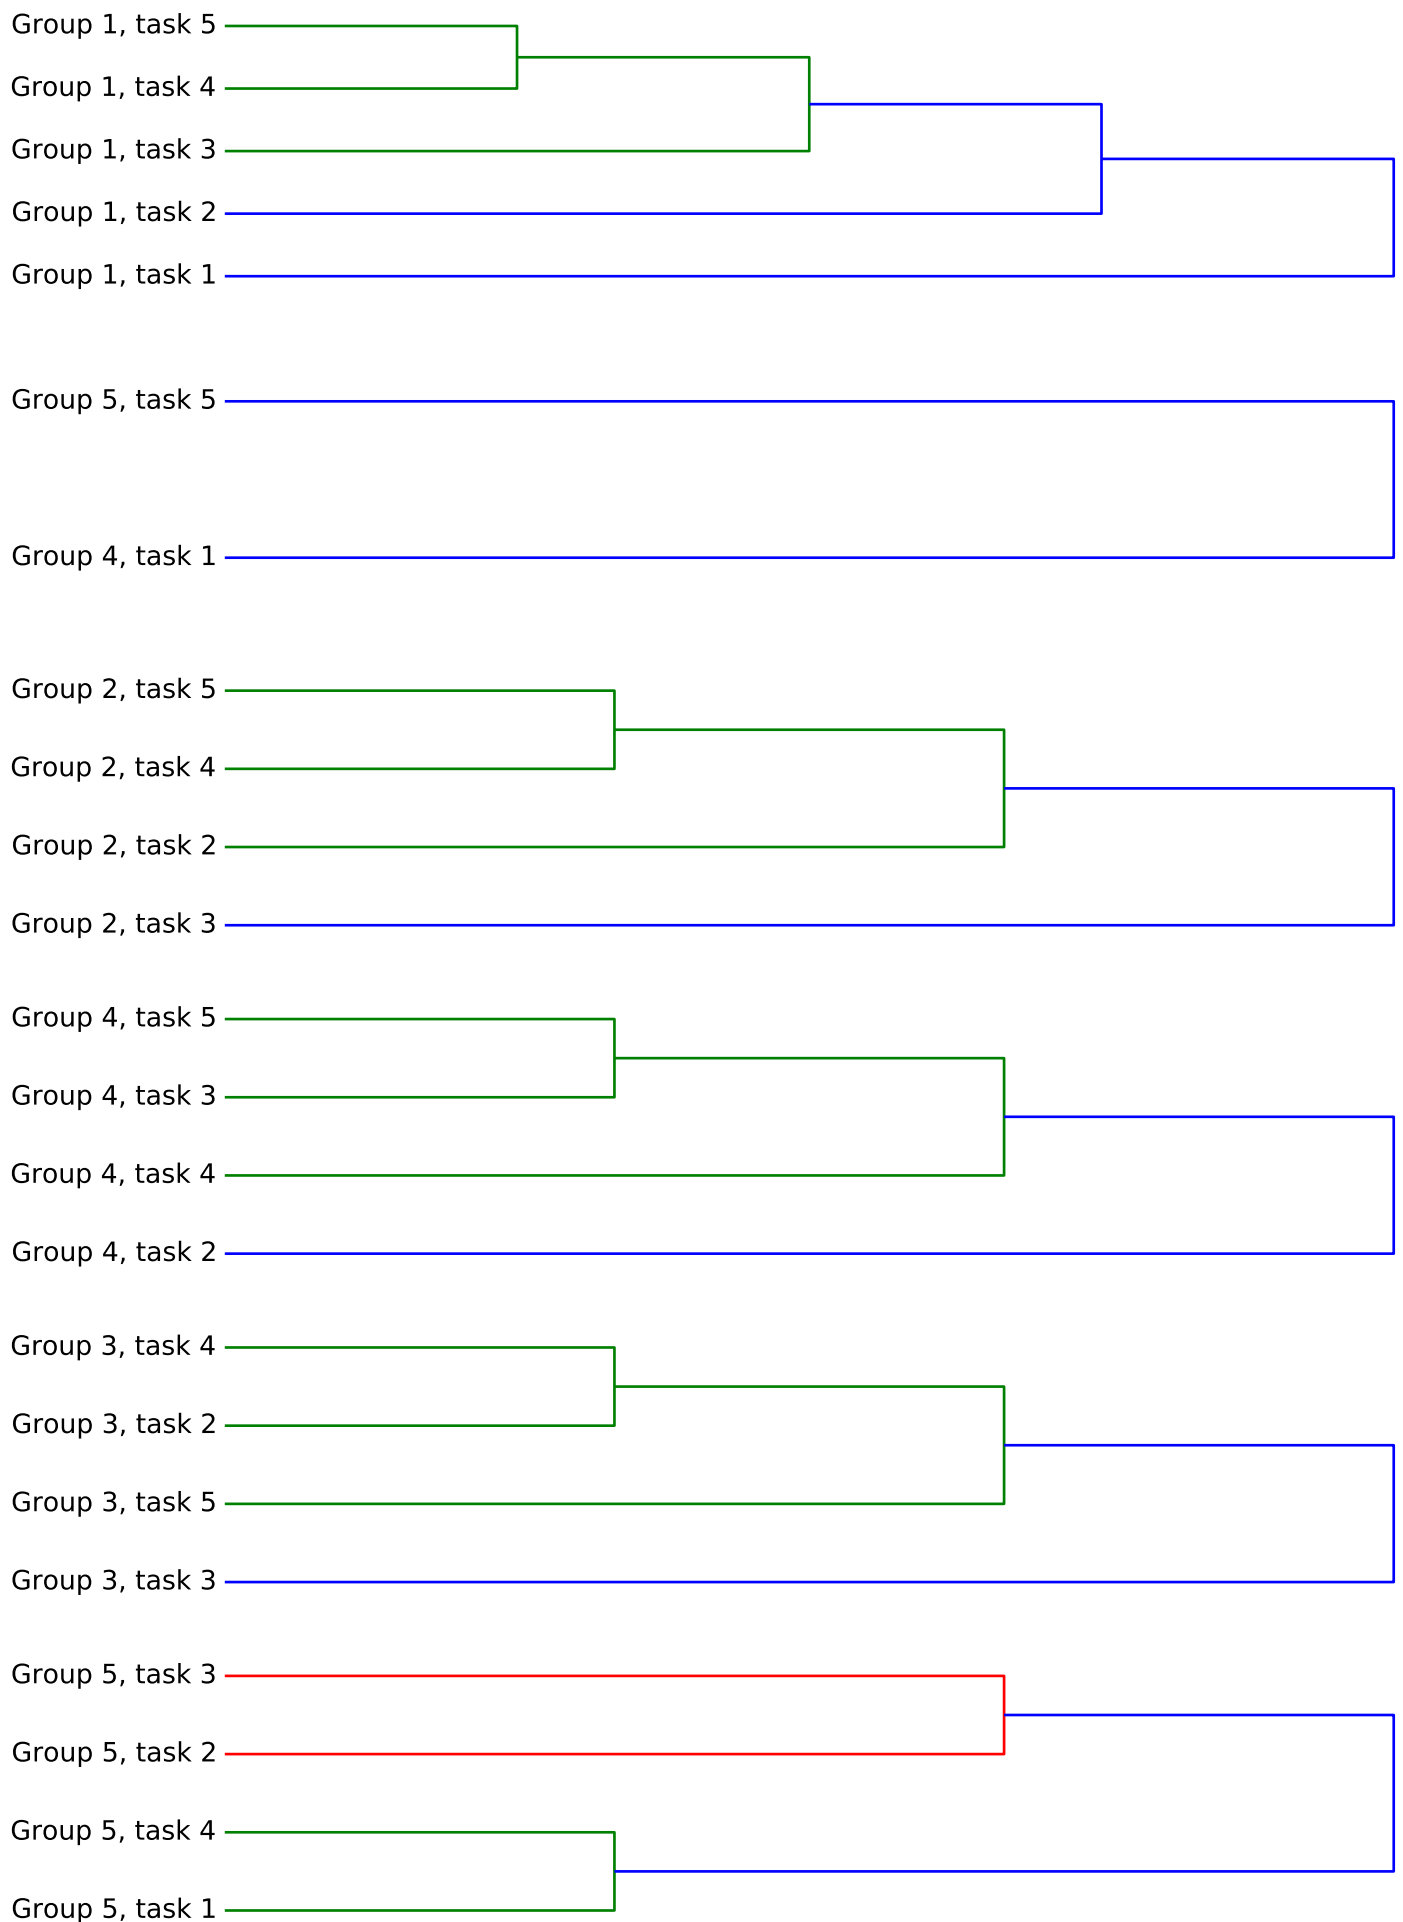 Group 1, task 5
Group 1, task 4
Group 1, task 3
Group 1, task 2
Group 1, task 1
Group 5, task 5
Group 4, task 1
Group 2, task 5
Group 2, task 4
Group 2, task 2
Group 2, task 3
Group 4, task 5
Group 4, task 3
Group 4, task 4
Group 4, task 2
Group 3, task 4
Group 3, task 2
Group 3, task 5
Group 3, task 3
Group 5, task 3
Group 5, task 2
Group 5, task 4
Group 5, task 1